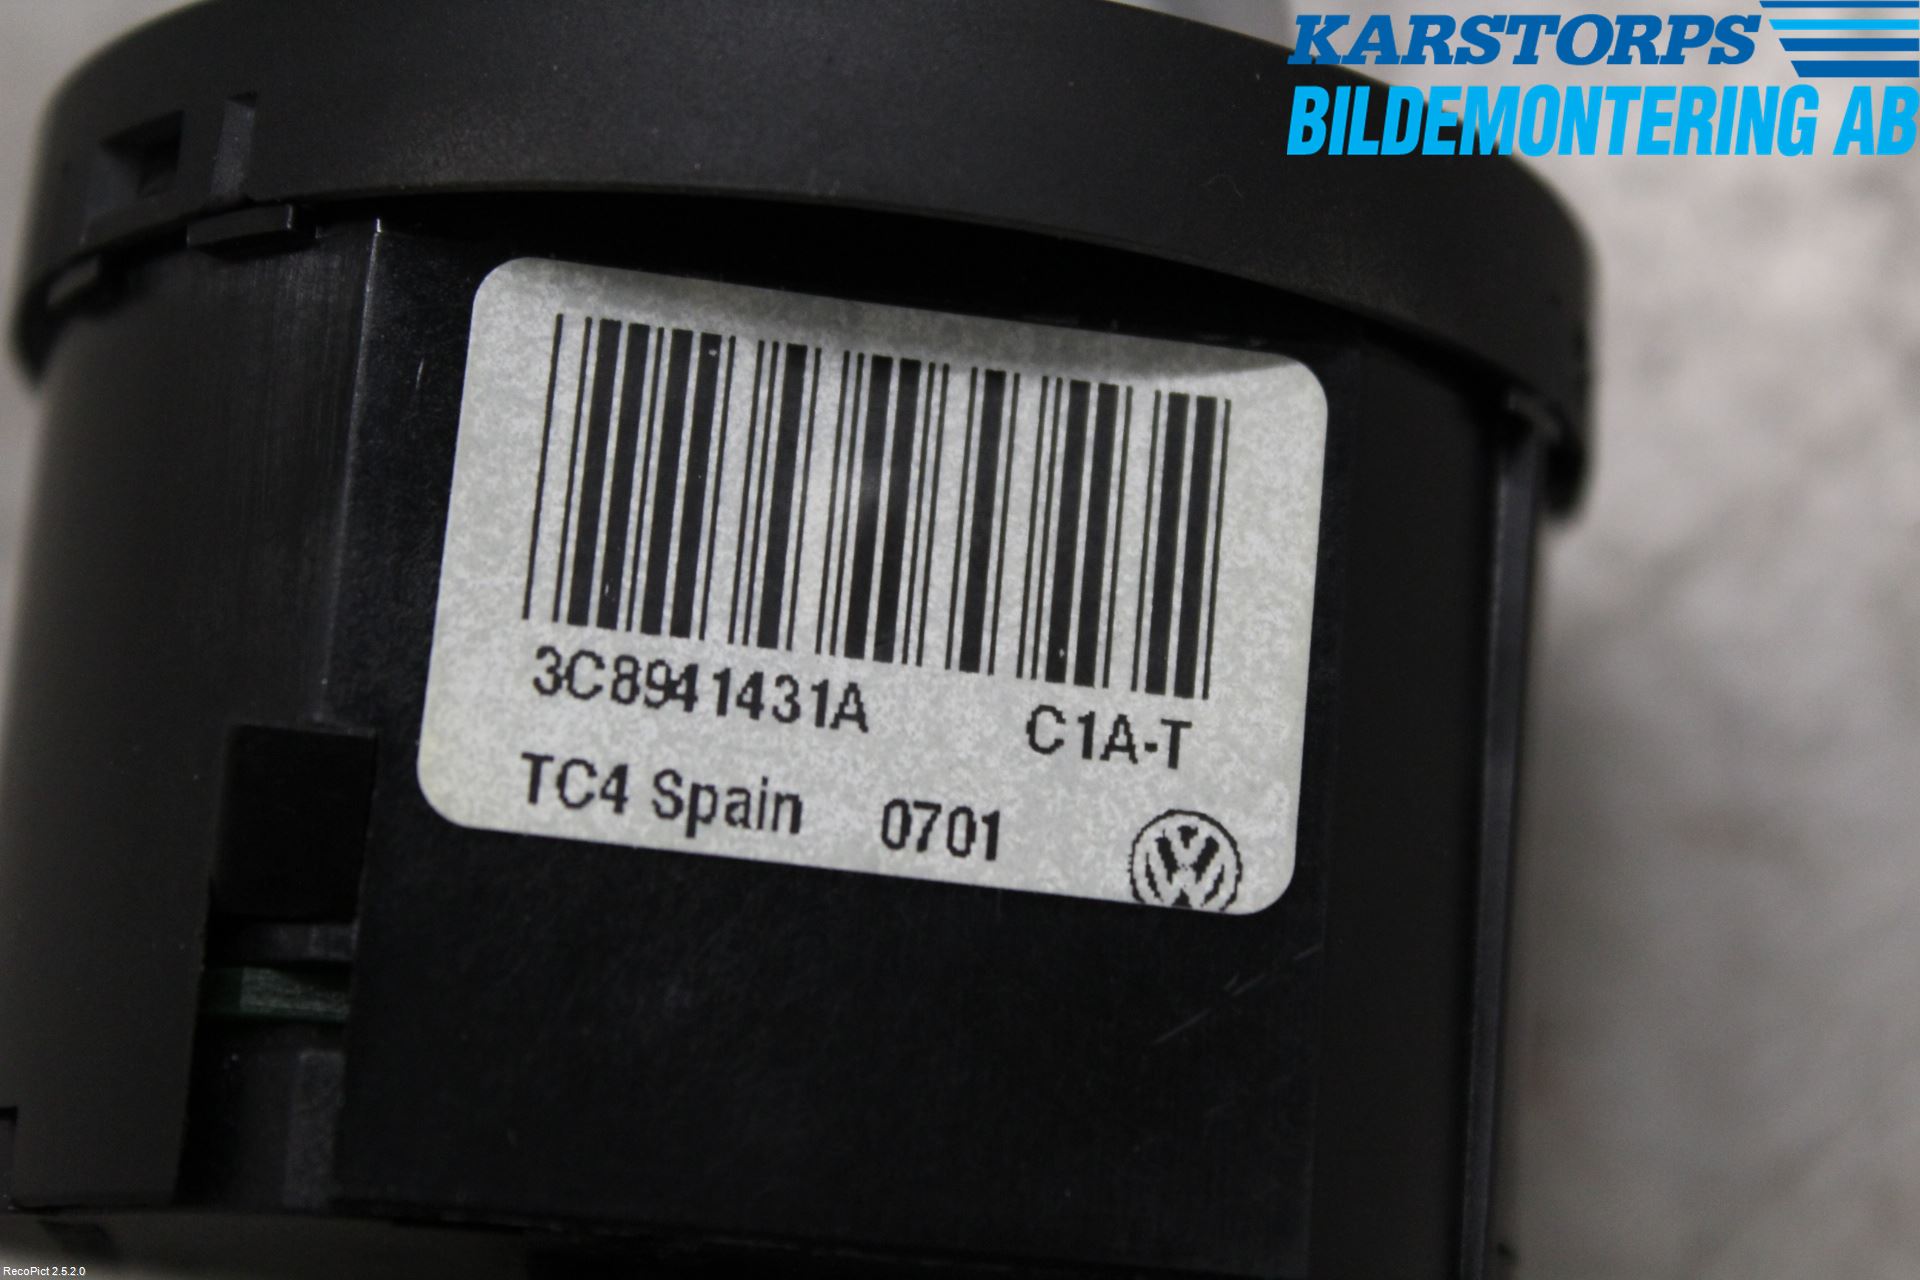 KARSTORPS
BILDEMONTERING AB
3C8941431A C1A-T
TC4 Spain 0701
RecoPict 2.5.2.0